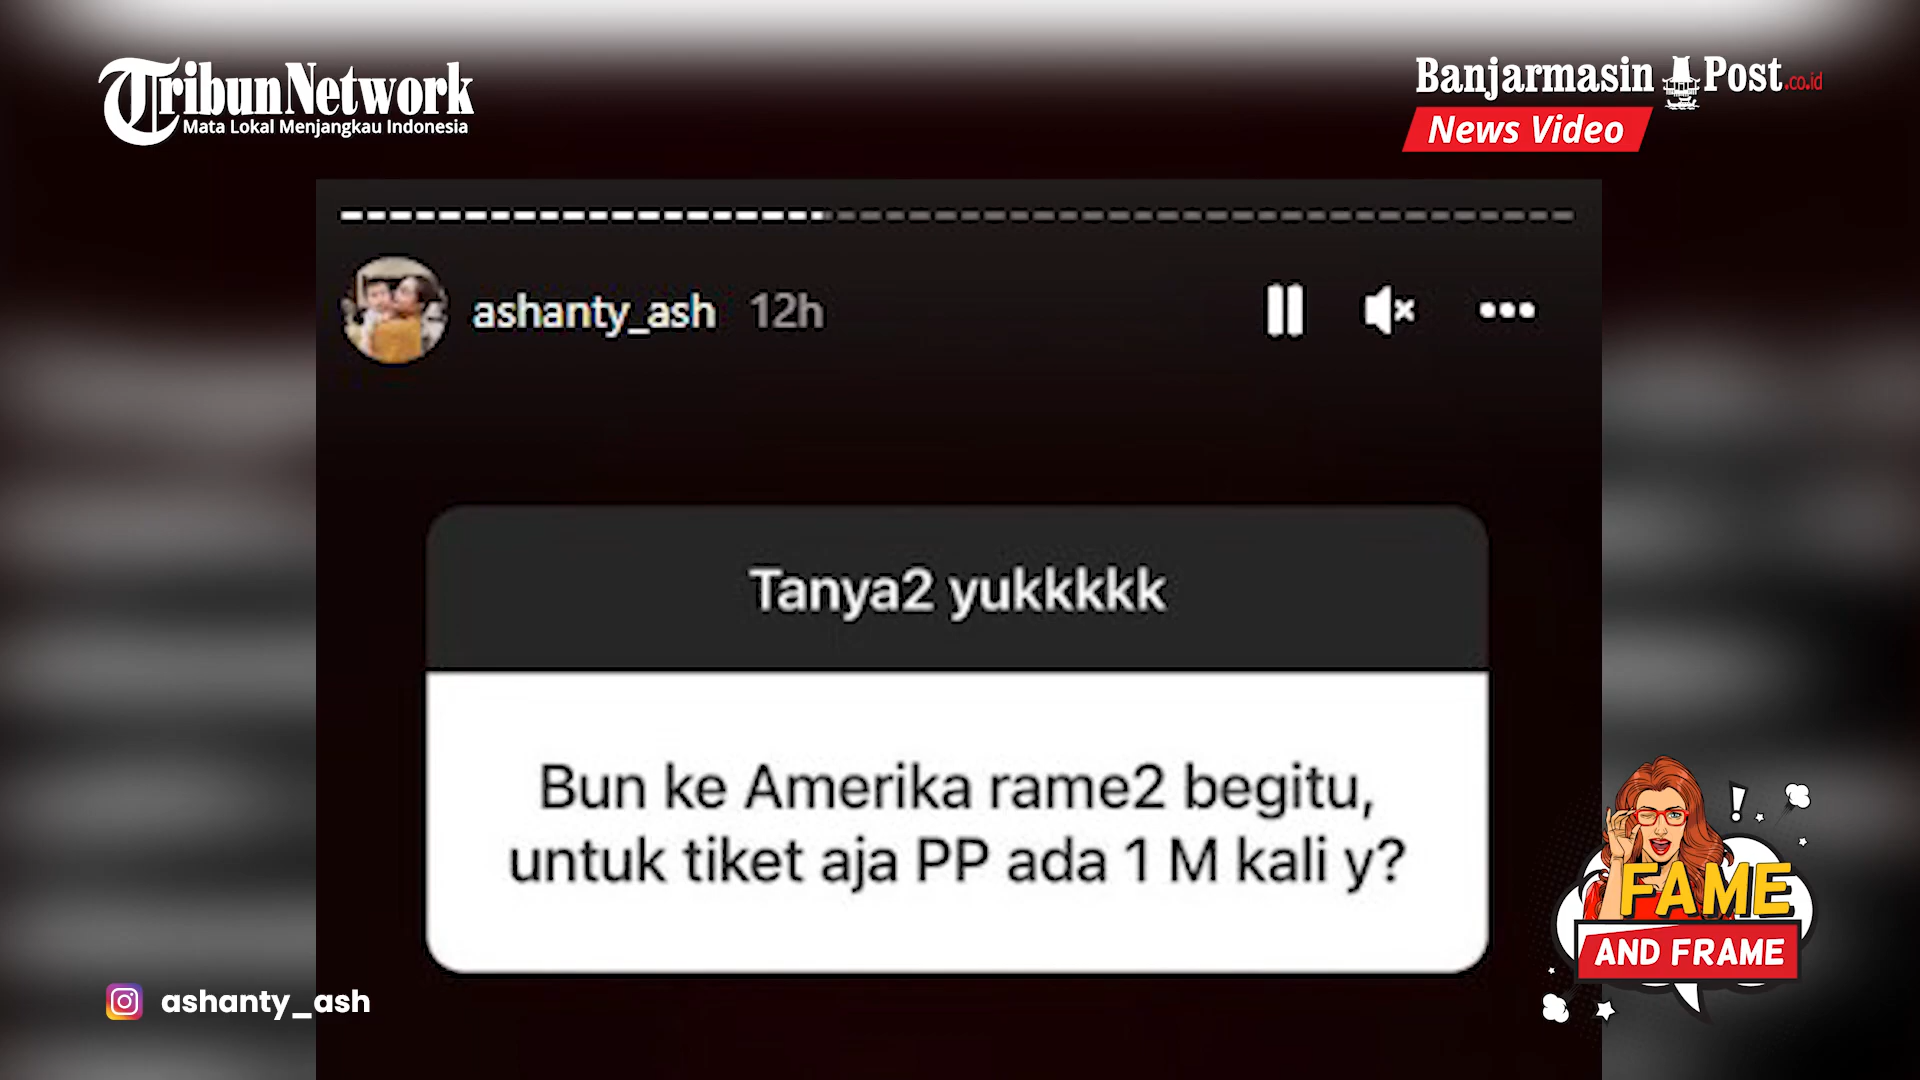 TribunNetwork
Mata Lokal Menjangkau Indonesia
Banjarmasin Post.co.id
News Video
ashanty_ash 12h
Tanya2 yukkkkk
Bun ke Amerika rame2 begitu,
untuk tiket aja PP ada 1 M kali y?
!
FAME
AND FRAME
ashanty_ash